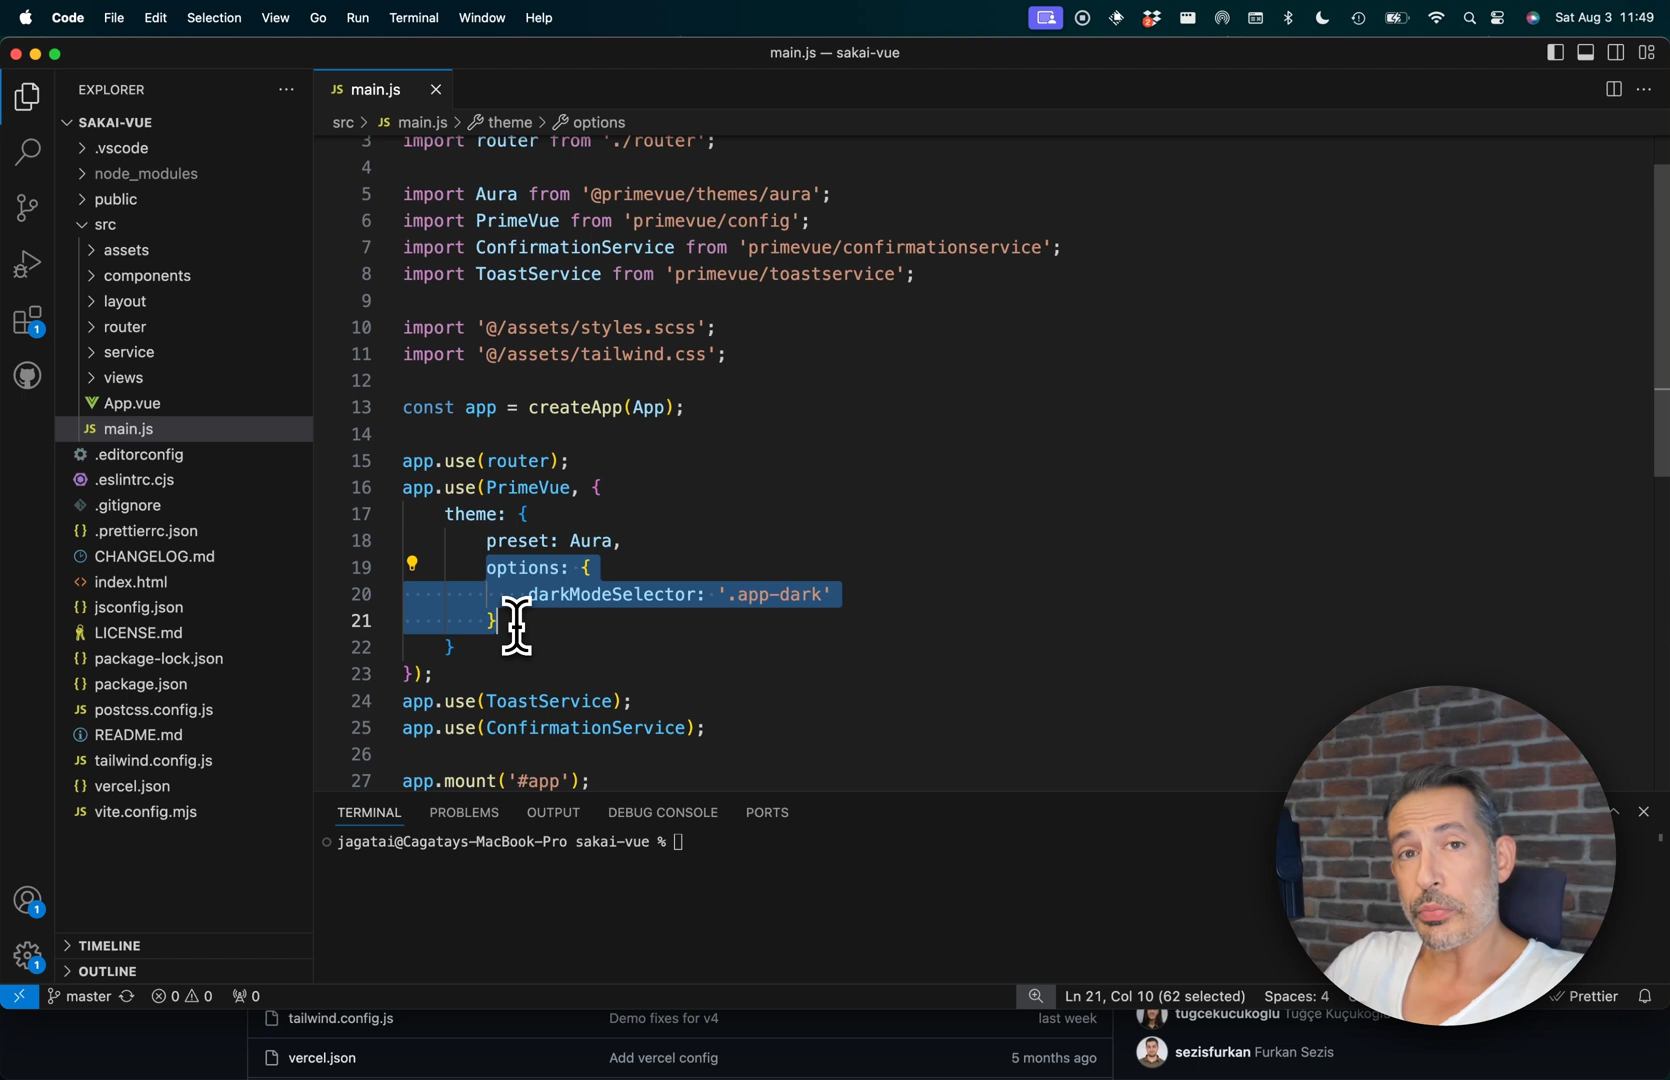 Code File Edit Selection View Go Run Terminal Window Help
2
Sat Aug 3 11:49
main.js — sakai-vue
EXPLORER
SAKAI-VUE
.vscode
node_modules
public
src
assets
components
layout
router
service
views
App.vue
JS main.js
.editorconfig
.eslintrc.cjs
.gitignore
{} .prettierrc.json
CHANGELOG.md
<> index.html
{} jsconfig.json
LICENSE.md
{} package-lock.json
{} package.json
JS postcss.config.js
README.md
JS tailwind.config.js
{} vercel.json
JS vite.config.mjs
TIMELINE
OUTLINE
1
1
1
JS main.js
src > JS main.js > theme > options
3 import router from './router';
4
5 import Aura from '@primevue/themes/aura';
6 import PrimeVue from 'primevue/config';
7 import ConfirmationService from 'primevue/confirmationservice';
8 import ToastService from 'primevue/toastservice';
9
10 import '@/assets/styles.scss';
11 import '@/assets/tailwind.css';
12
13 const app = createApp(App);
14
15 app.use(router);
16 app.use(PrimeVue, {
17 theme: {
18 preset: Aura,
19 options: {
20 darkModeSelector: '.app-dark'
21 }
22 }
23 });
24 app.use(ToastService);
25 app.use(ConfirmationService);
26
27 app.mount('#app');
TERMINAL PROBLEMS OUTPUT DEBUG CONSOLE PORTS
jagatai@Cagatays-MacBook-Pro sakai-vue %
master 0 0 0
Ln 21, Col 10 (62 selected) Spaces: 4 Prettier
tailwind.config.js Demo fixes for v4 last week
vercel.json Add vercel config 5 months ago
tugcekucukoglu Tuğçe Küçükoğl
sezisfurkan Furkan Sezis